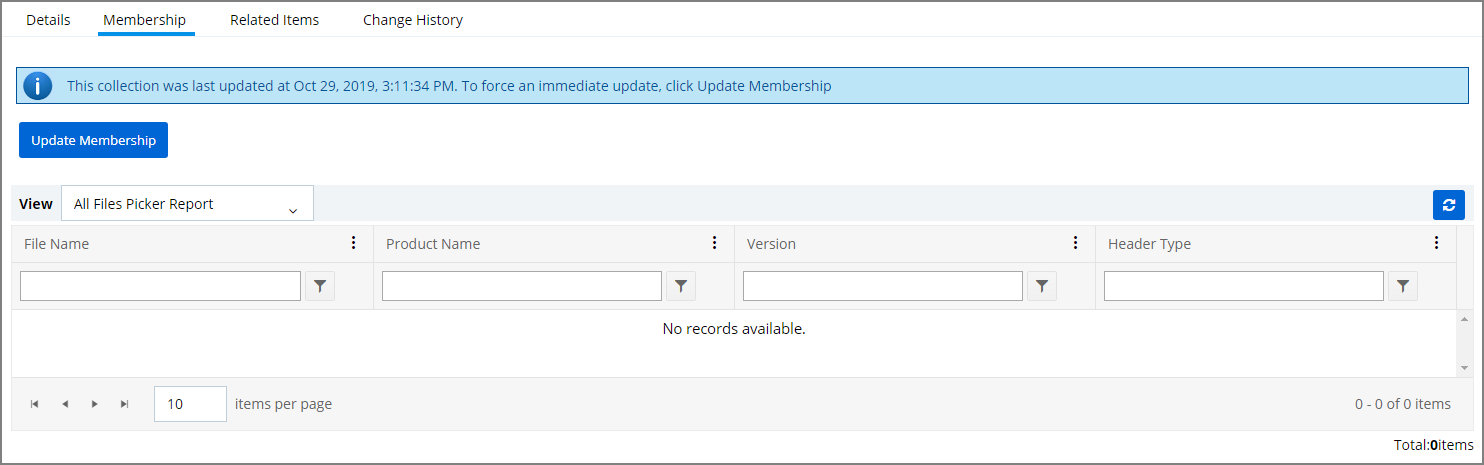 Details Membership Related Items Change History
This collection was last updated at Oct 29, 2019, 3:11:34 PM. To force an immediate update, click Update Membership
Update Membership
View All Files Picker Report
File Name Product Name Version Header Type
No records available.
10 items per page 0 - 0 of 0 items
Total:0items